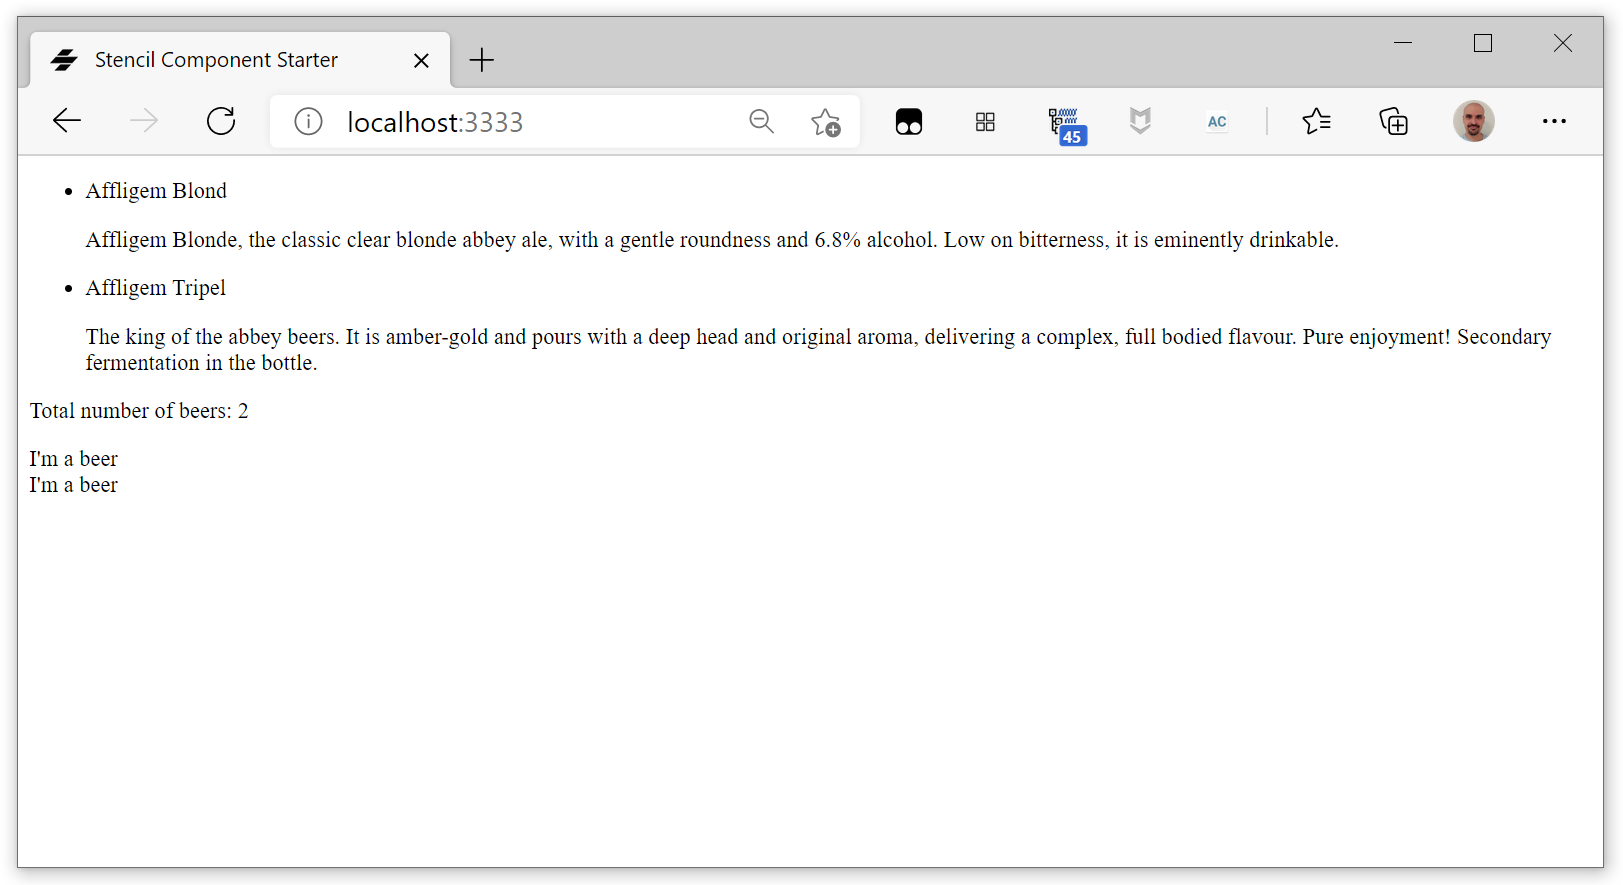 Stencil Component Starter
localhost:3333
45
AC
Affligem Blond
Affligem Blonde, the classic clear blonde abbey ale, with a gentle roundness and 6.8% alcohol. Low on bitterness, it is eminently drinkable.
Affligem Tripel
The king of the abbey beers. It is amber-gold and pours with a deep head and original aroma, delivering a complex, full bodied flavour. Pure enjoyment! Secondary
fermentation in the bottle.
Total number of beers: 2
I'm a beer
I'm a beer